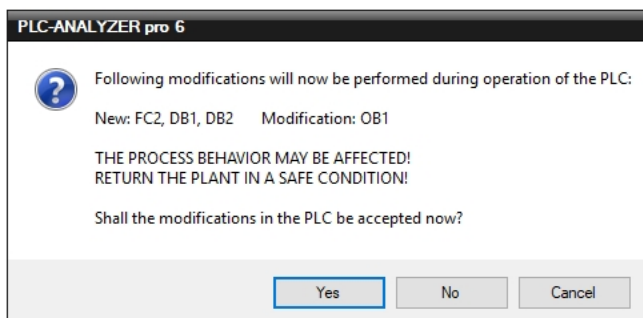 PLC-ANALYZER pro 6
Following modifications will now be performed during operation of the PLC:
New: FC2, DB1, DB2 Modification: OB1
THE PROCESS BEHAVIOR MAY BE AFFECTED!
RETURN THE PLANT IN A SAFE CONDITION!
Shall the modifications in the PLC be accepted now?
Yes No Cancel